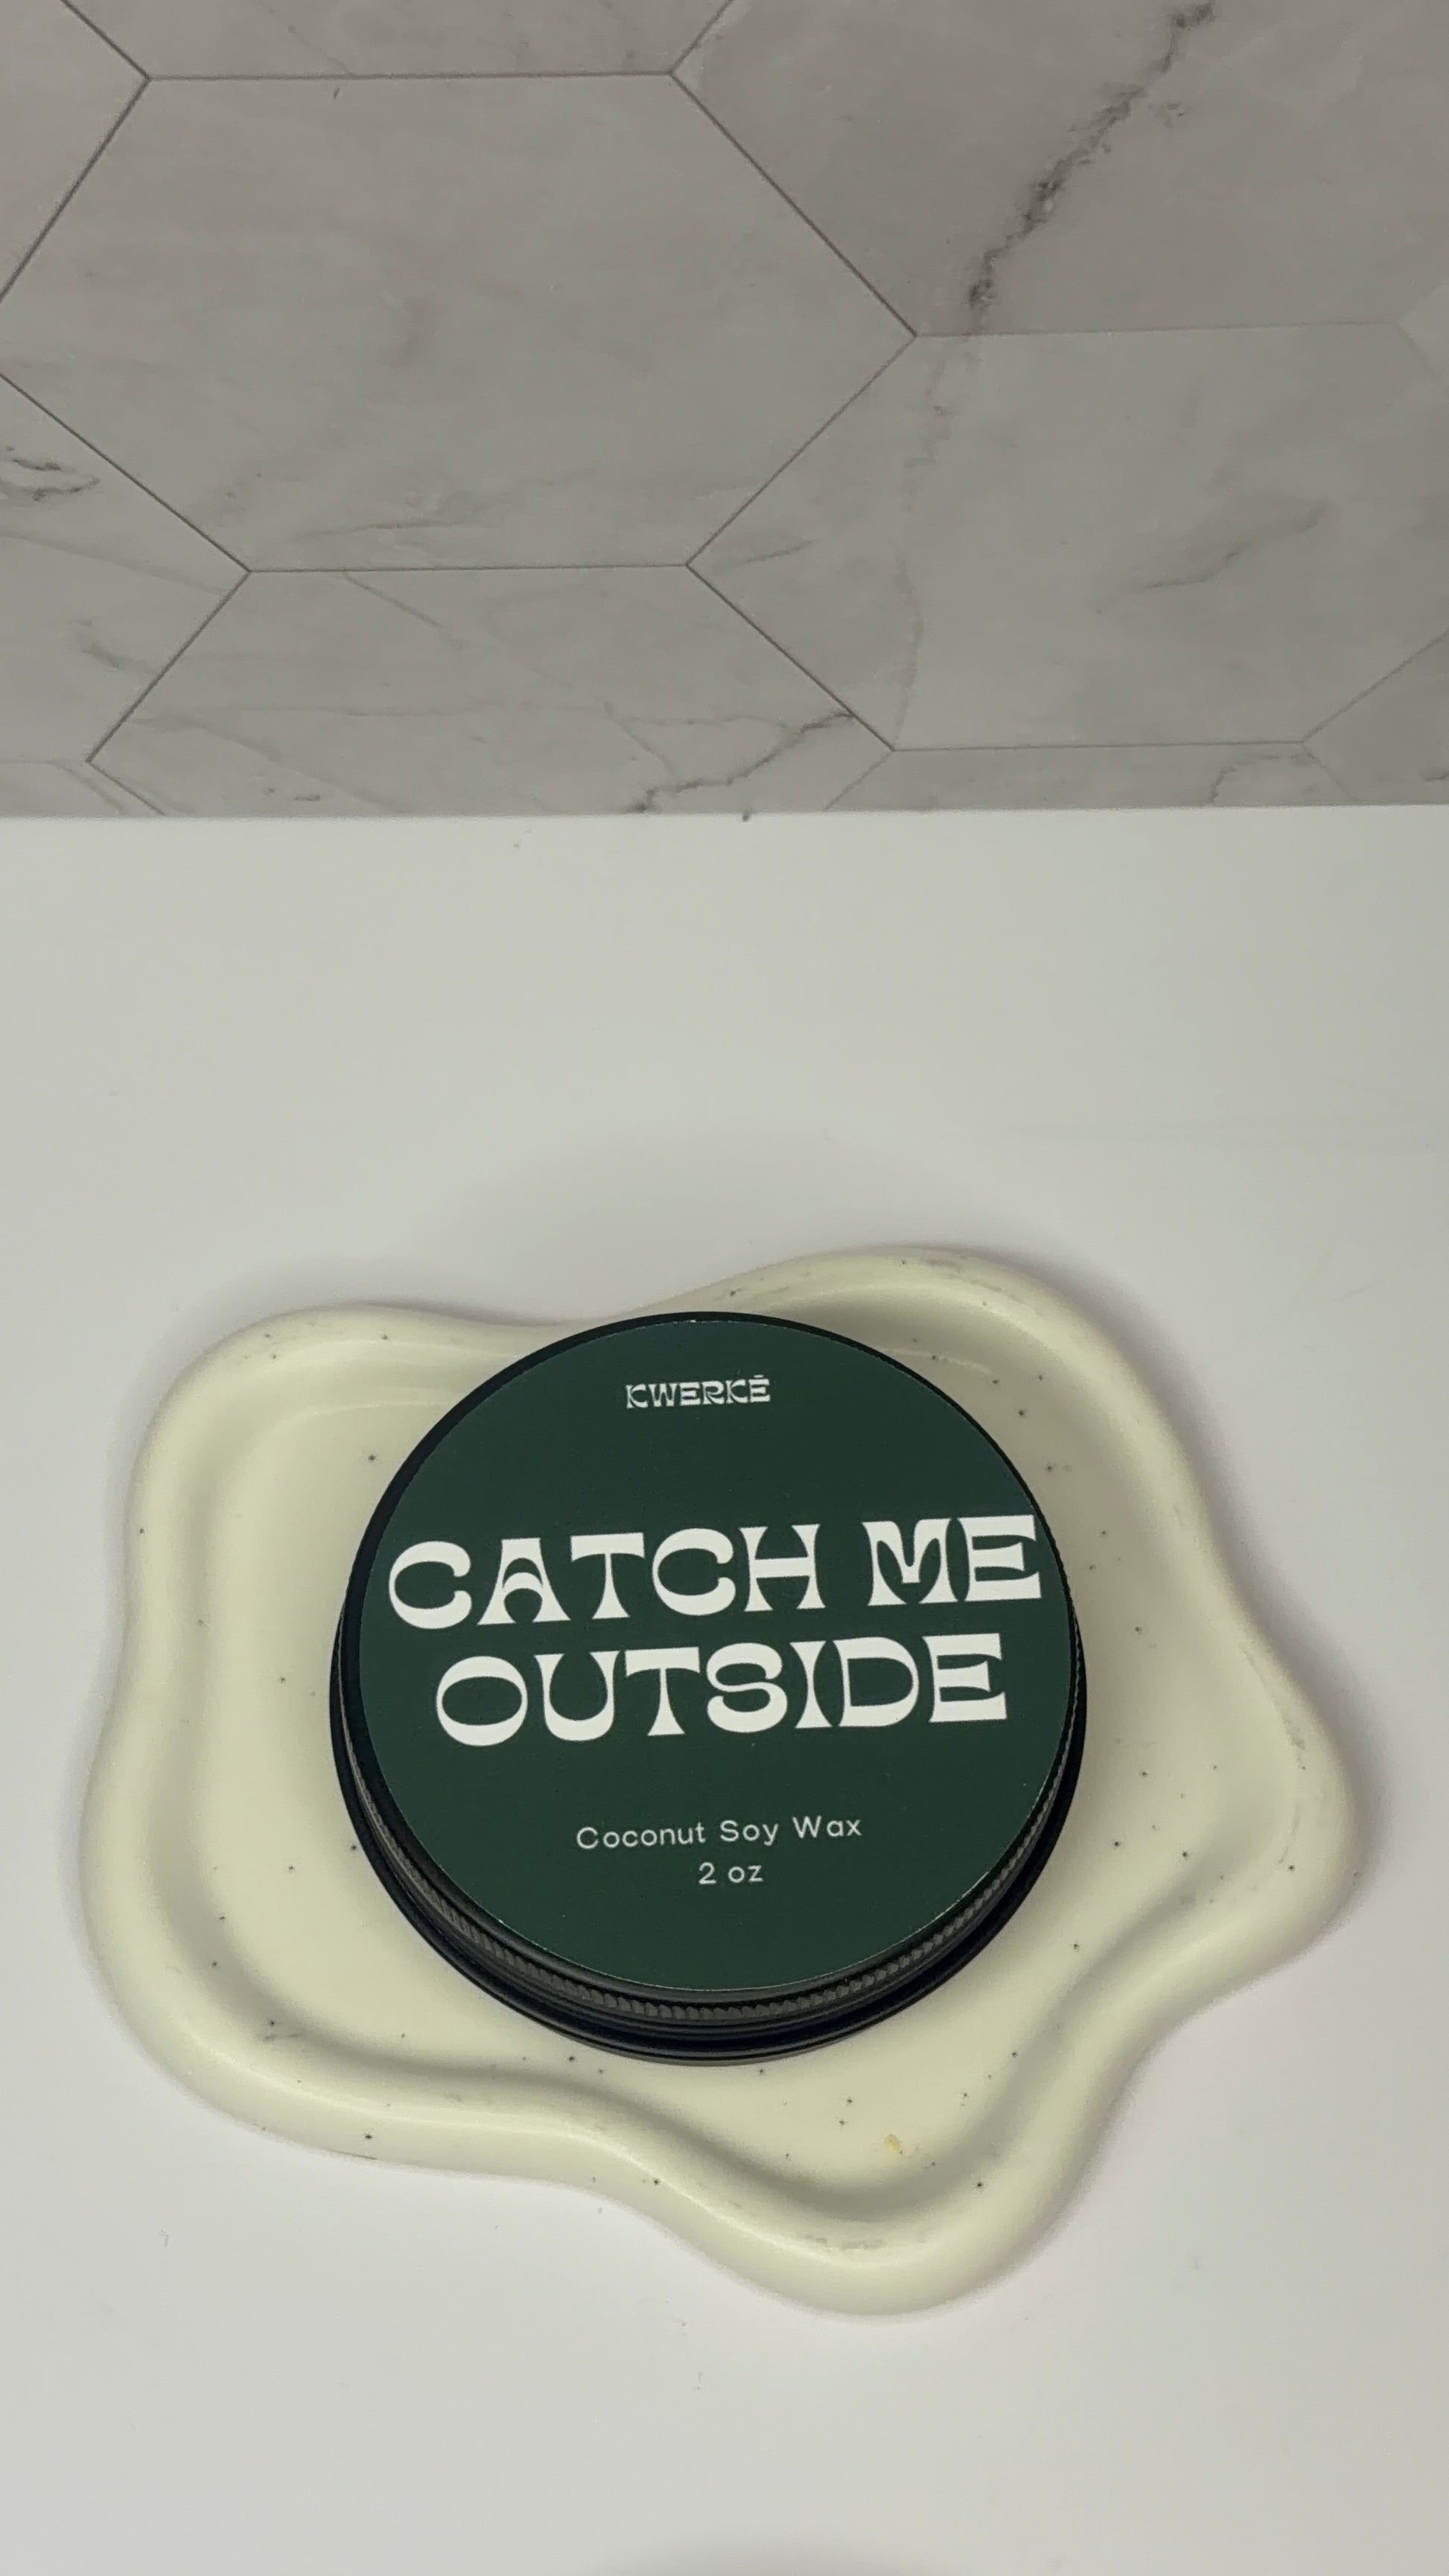 KWERKĒ
CATCH ME
OUTSIDE
Coconut Soy Wax
2 oz